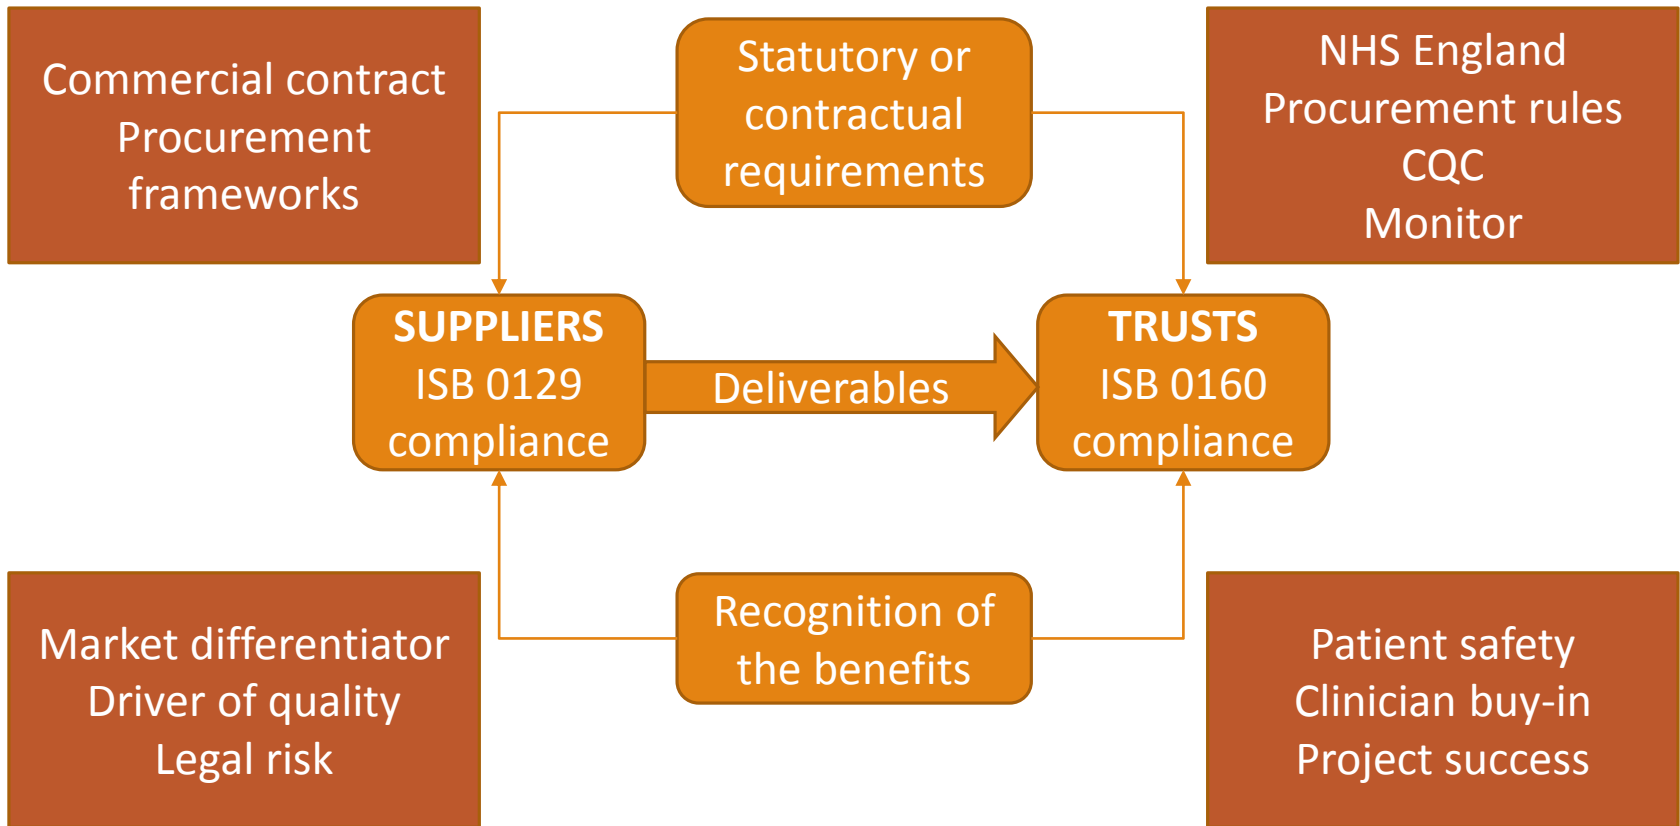 Commercial contract
Procurement
frameworks
Statutory or
contractual
requirements
NHS England
Procurement rules
CQC
Monitor
SUPPLIERS
ISB 0129
compliance
Deliverables
TRUSTS
ISB 0160
compliance
Market differentiator
Driver of quality
Legal risk
Recognition of
the benefits
Patient safety
Clinician buy-in
Project success